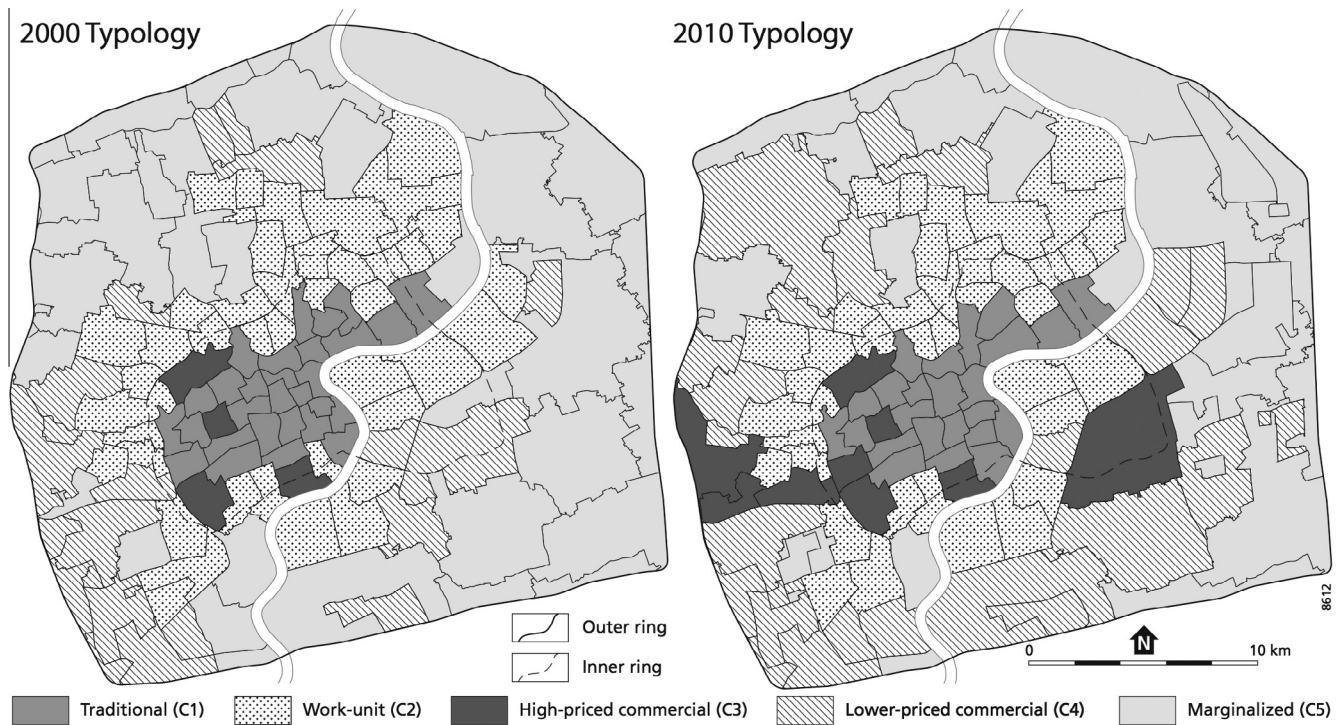 2000 Typology
2010 Typology
8612
Outer ring
Inner ring
N
0 10 km
Traditional (C1)
Work-unit (C2)
High-priced commercial (C3)
Lower-priced commercial (C4)
Marginalized (C5)